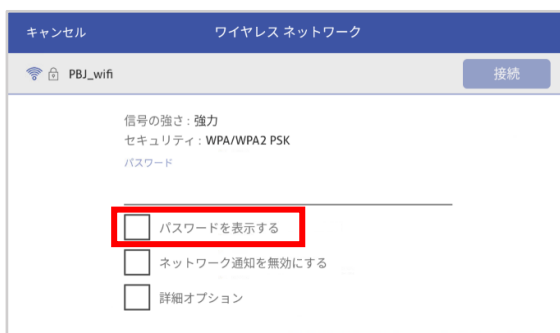 キャンセル ワイヤレス ネットワーク
PBJ_wifi 接続
信号の強さ : 強力
セキュリティ : WPA/WPA2 PSK
パスワード
パスワードを表示する
ネットワーク通知を無効にする
詳細オプション